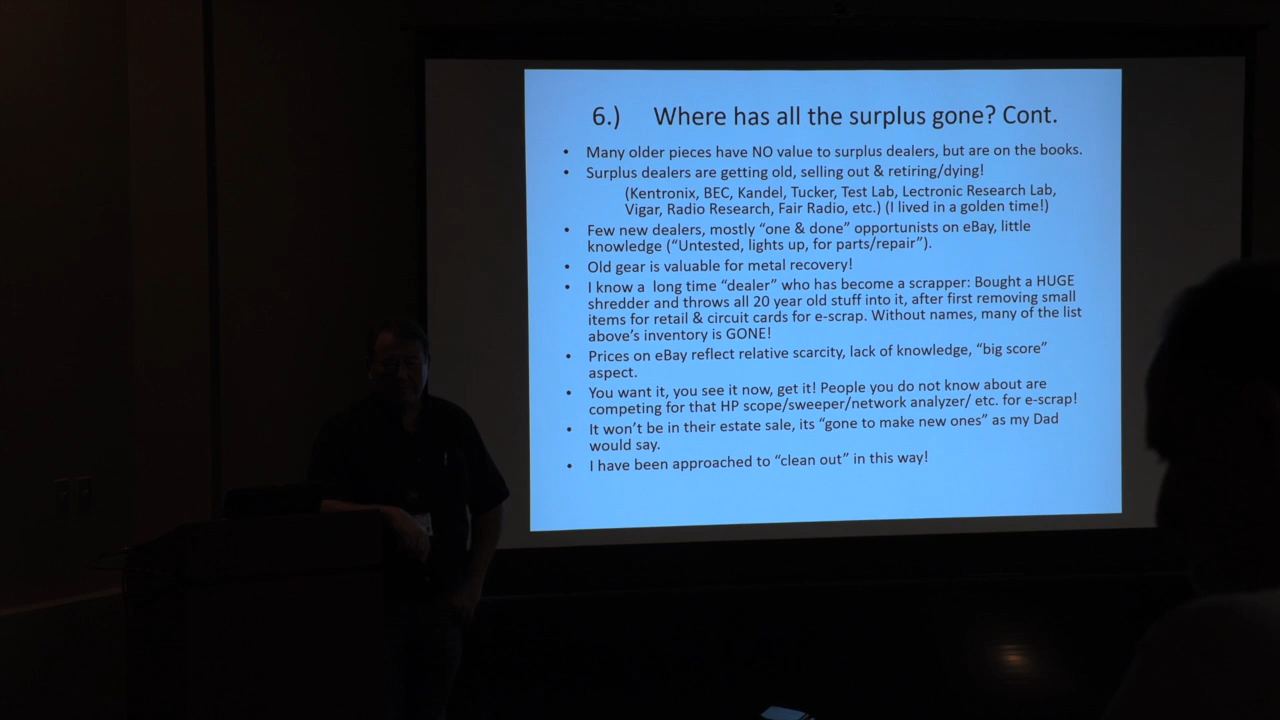 6.) Where has all the surplus gone? Cont.
• Many older pieces have NO value to surplus dealers, but are on the books.
• Surplus dealers are getting old, selling out & retiring/dying!
(Kentronix, BEC, Kandel, Tucker, Test Lab, Lectronic Research Lab,
Vigar, Radio Research, Fair Radio, etc.) (I lived in a golden time!)
• Few new dealers, mostly “one & done” opportunists on eBay, little
knowledge (“Untested, lights up, for parts/repair”).
• Old gear is valuable for metal recovery!
• I know a long time “dealer” who has become a scrapper: Bought a HUGE
shredder and throws all 20 year old stuff into it, after first removing small
items for retail & circuit cards for e-scrap. Without names, many of the list
above’s inventory is GONE!
• Prices on eBay reflect relative scarcity, lack of knowledge, “big score”
aspect.
• You want it, you see it now, get it! People you do not know about are
competing for that HP scope/sweeper/network analyzer/ etc. for e-scrap!
• It won’t be in their estate sale, its “gone to make new ones” as my Dad
would say.
• I have been approached to “clean out” in this way!